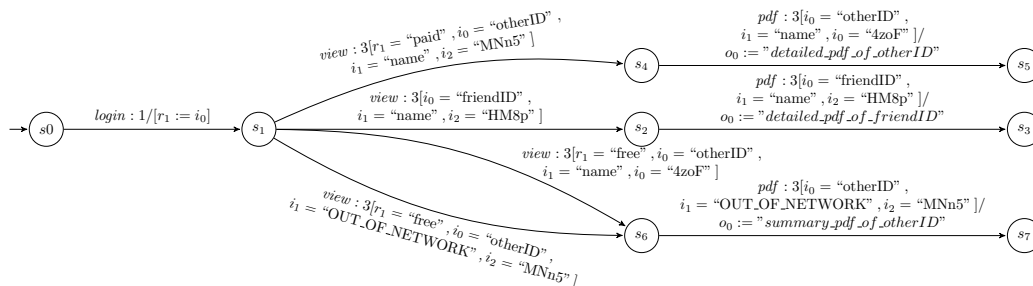 view : 3[r₁ = “paid” , i₀ = “otherID” ,
i₁ = “name” , i₂ = “MNn5” ]
pdf : 3[i₀ = “otherID” ,
i₁ = “name” , i₀ = “4zoF” ]/
o₀ := ”detailed_pdf_of_otherID”
s₄
s₅
login : 1/[r₁ := i₀]
view : 3[i₀ = “friendID” ,
i₁ = “name” , i₂ = “HM8p” ]
pdf : 3[i₀ = “friendID” ,
i₁ = “name” , i₂ = “HM8p” ]/
o₀ := ”detailed_pdf_of_friendID”
s0
s₁
s₂
s₃
view : 3[r₁ = “free” , i₀ = “otherID” ,
i₁ = “name” , i₀ = “4zoF” ]
view : 3[r₁ = “free” , i₀ = “otherID” ,
i₁ = “OUT_OF_NETWORK” , i₂ = “MNn5” ]
pdf : 3[i₀ = “otherID” ,
i₁ = “OUT_OF_NETWORK” , i₂ = “MNn5” ]/
o₀ := ”summary_pdf_of_otherID”
s₆
s₇